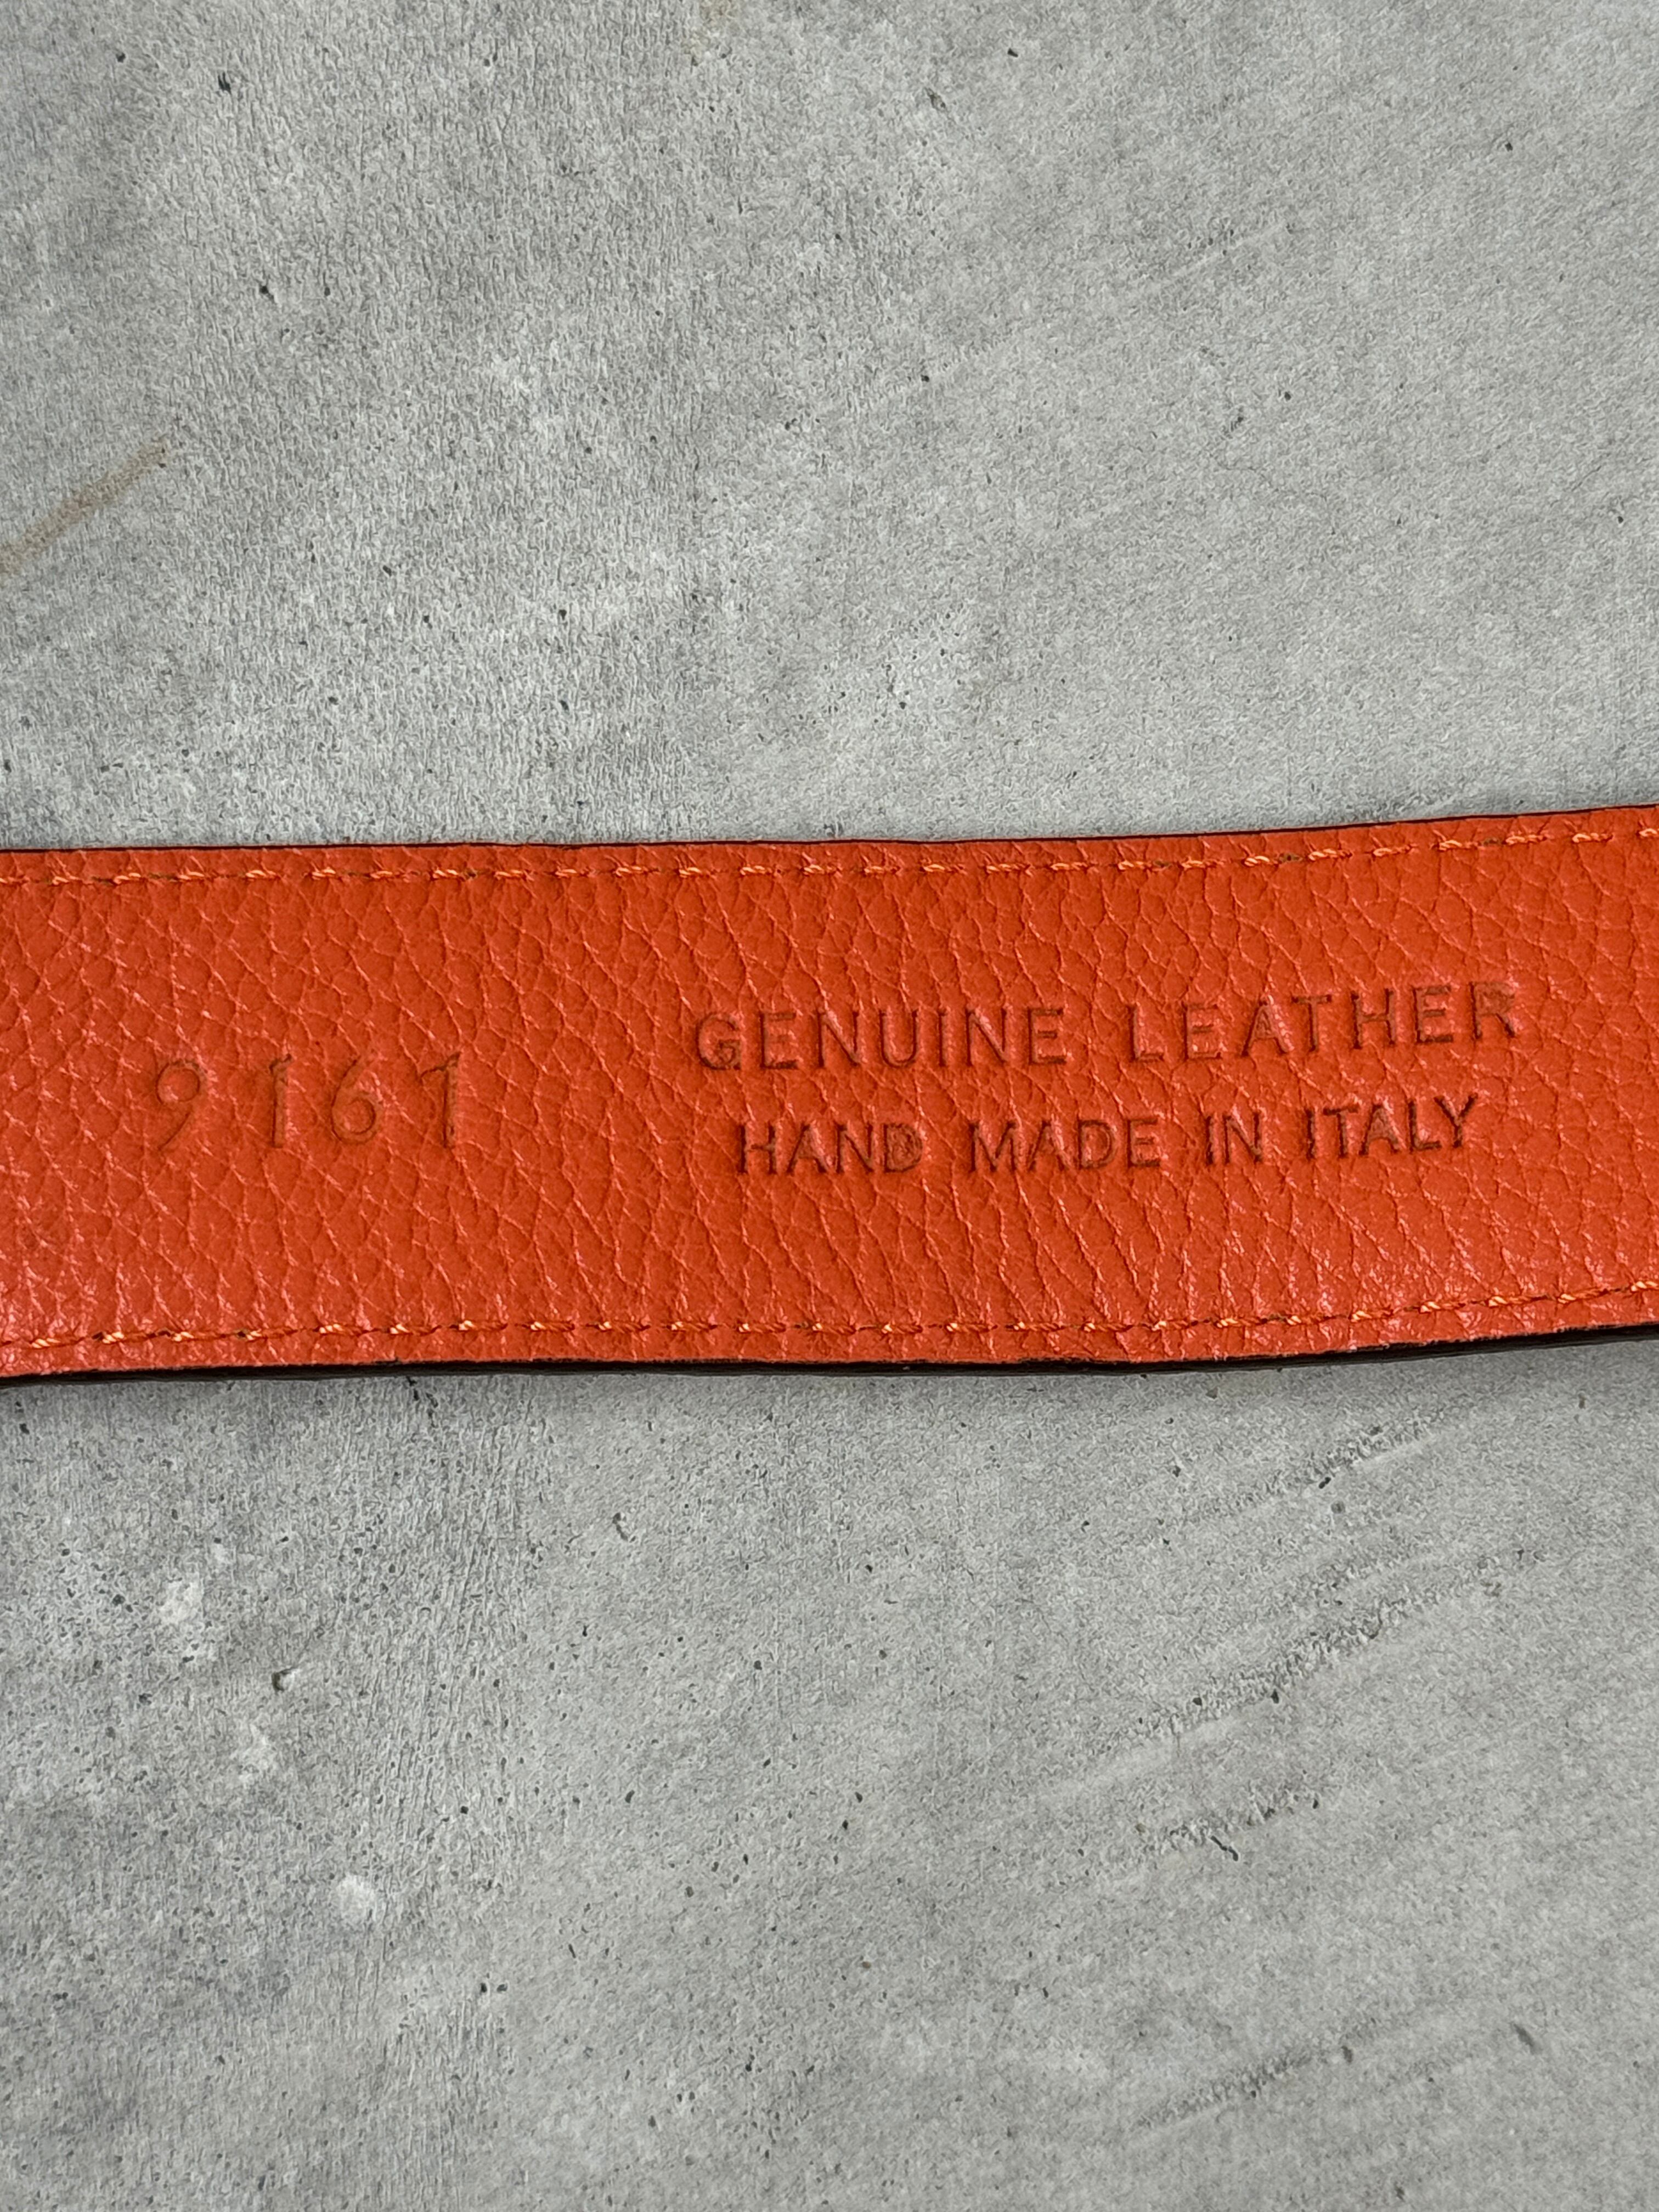 9161
GENUINE LEATHER
HAND MADE IN ITALY